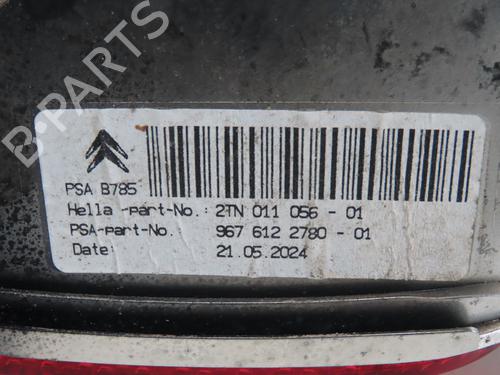 B-PARTS
PSA B785
Hella -part-No.: 2TN 011 056 - 01
PSA-part-No.: 967 612 2780 - 01
Date: 21.05.2024